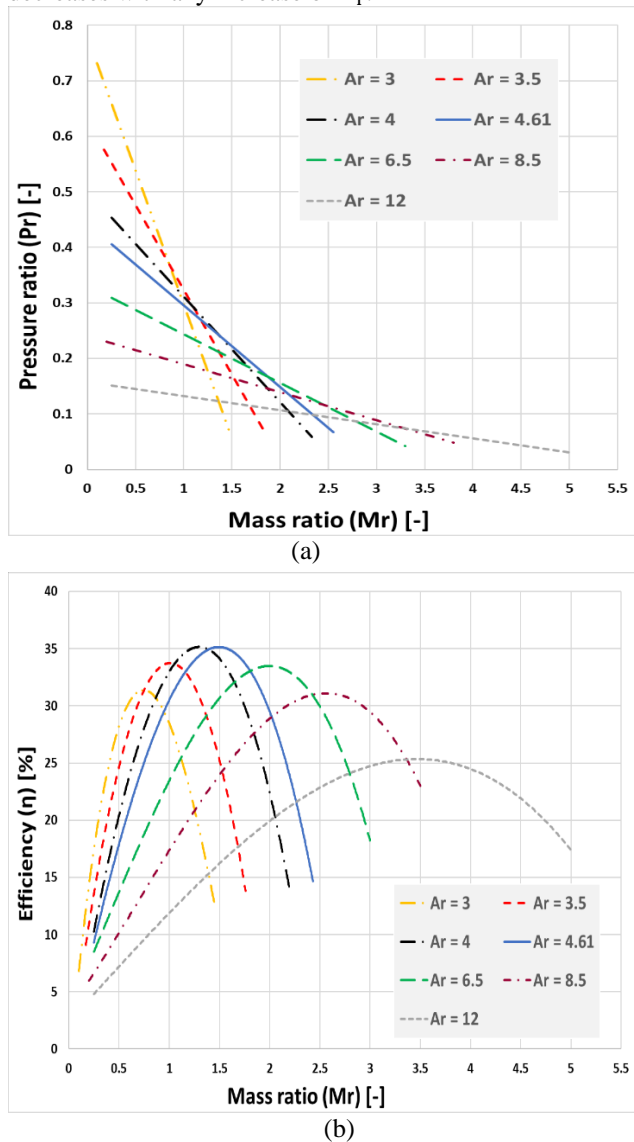 decreases with any increase of
0.8
0.7
0.6
0.5
0.4
0.3
0.2
0.1
0
Pressure ratio (Pr) [-]
Ar = 3
Ar = 3.5
Ar = 4
Ar = 4.61
Ar = 6.5
Ar = 8.5
Ar = 12
0 0.5 1 1.5 2 2.5 3 3.5 4 4.5 5 5.5
Mass ratio (Mr) [-]
(a)
40
35
30
25
20
15
10
5
0
Efficiency (n) [%]
Ar = 3
Ar = 3.5
Ar = 4
Ar = 4.61
Ar = 6.5
Ar = 8.5
Ar = 12
0 0.5 1 1.5 2 2.5 3 3.5 4 4.5 5 5.5
Mass ratio (Mr) [-]
(b)